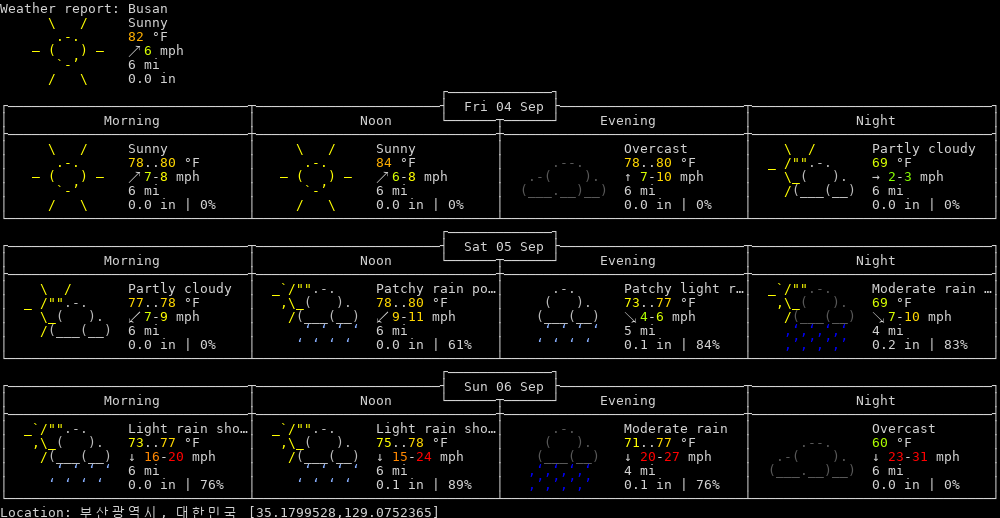 Weather report: Busan
Sunny
82 °F
↗ 6 mph
6 mi
0.0 in
Fri 04 Sep
Morning Noon Evening Night
Sunny Sunny Overcast Partly cloudy
78..80 °F 84 °F 78..80 °F 69 °F
↗ 7-8 mph ↗ 6-8 mph ↑ 7-10 mph → 2-3 mph
6 mi 6 mi 6 mi 6 mi
0.0 in | 0% 0.0 in | 0% 0.0 in | 0% 0.0 in | 0%
Sat 05 Sep
Morning Noon Evening Night
Partly cloudy Patchy rain po… Patchy light r… Moderate rain …
77..78 °F 78..80 °F 73..77 °F 69 °F
↙ 7-9 mph ↙ 9-11 mph ↘ 4-6 mph ↘ 7-10 mph
6 mi 6 mi 5 mi 4 mi
0.0 in | 0% 0.0 in | 61% 0.1 in | 84% 0.2 in | 83%
Sun 06 Sep
Morning Noon Evening Night
Light rain sho… Light rain sho… Moderate rain Overcast
73..77 °F 75..78 °F 71..77 °F 60 °F
↓ 16-20 mph ↓ 15-24 mph ↓ 20-27 mph ↓ 23-31 mph
6 mi 6 mi 4 mi 6 mi
0.0 in | 76% 0.1 in | 89% 0.1 in | 76% 0.0 in | 0%
Location: 부산광역시, 대한민국 [35.1799528,129.0752365]